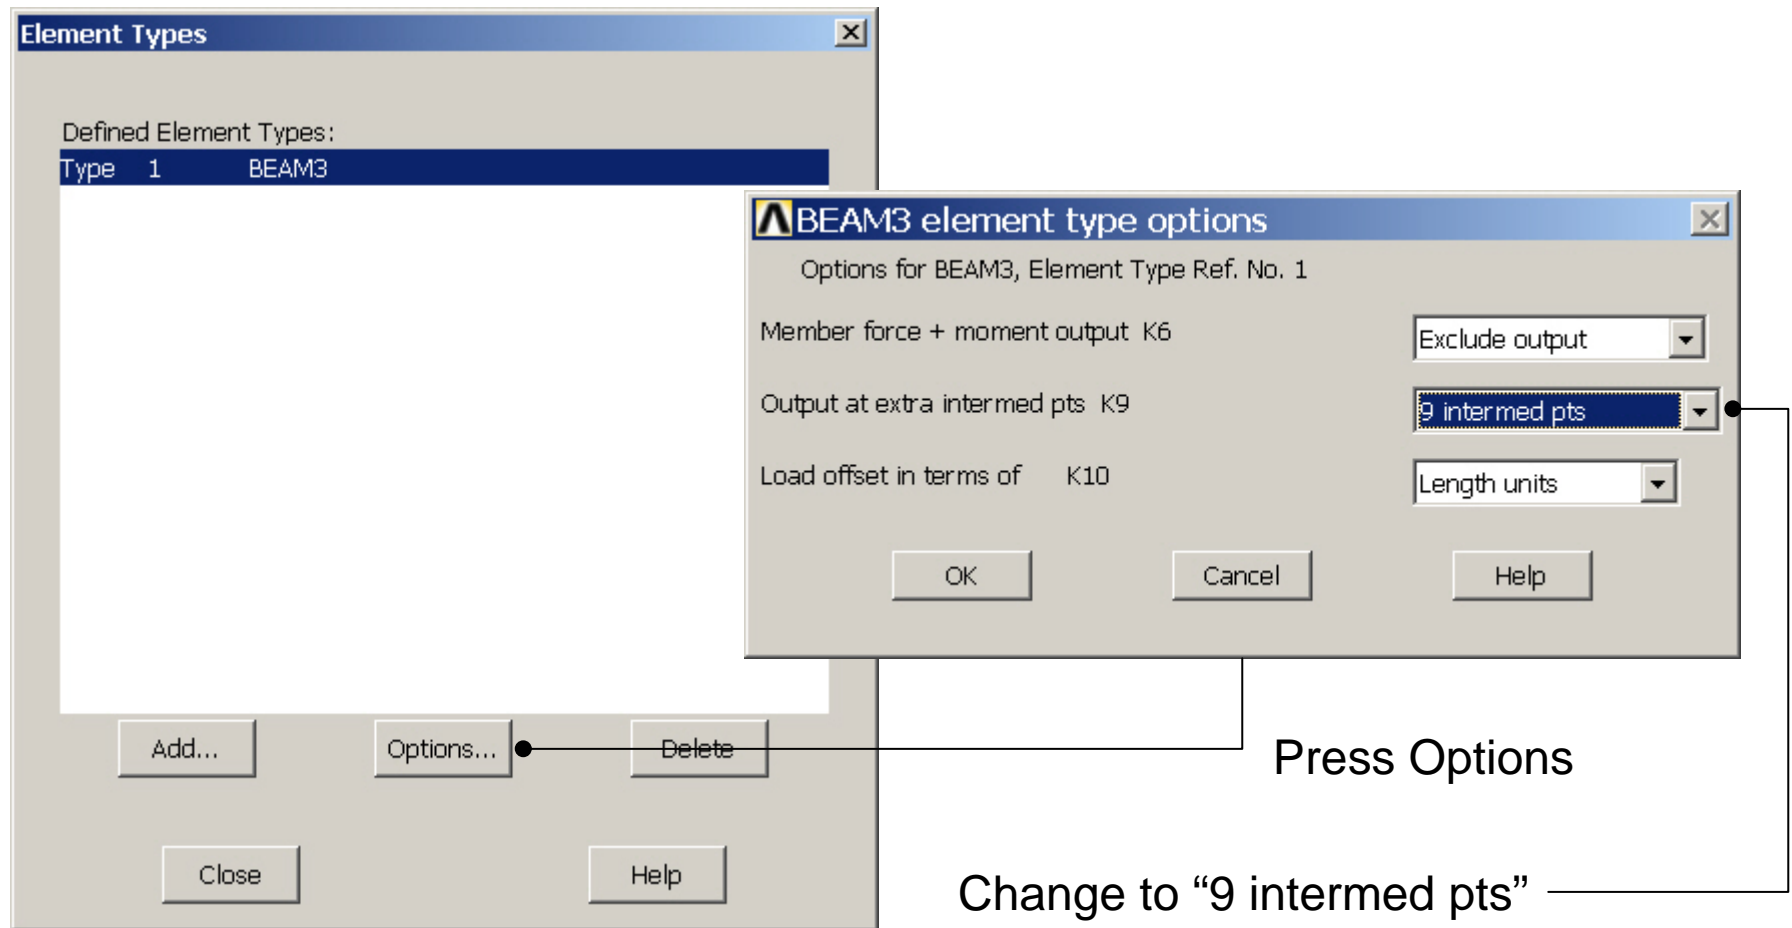 Element Types
Defined Element Types:
Type 1 BEAM3
BEAM3 element type options
Options for BEAM3, Element Type Ref. No. 1
Member force + moment output K6
Exclude output
Output at extra intermed pts K9
9 intermed pts
Load offset in terms of K10
Length units
OK Cancel Help
Add... Options... Delete
Press Options
Close Help
Change to “9 intermed pts”